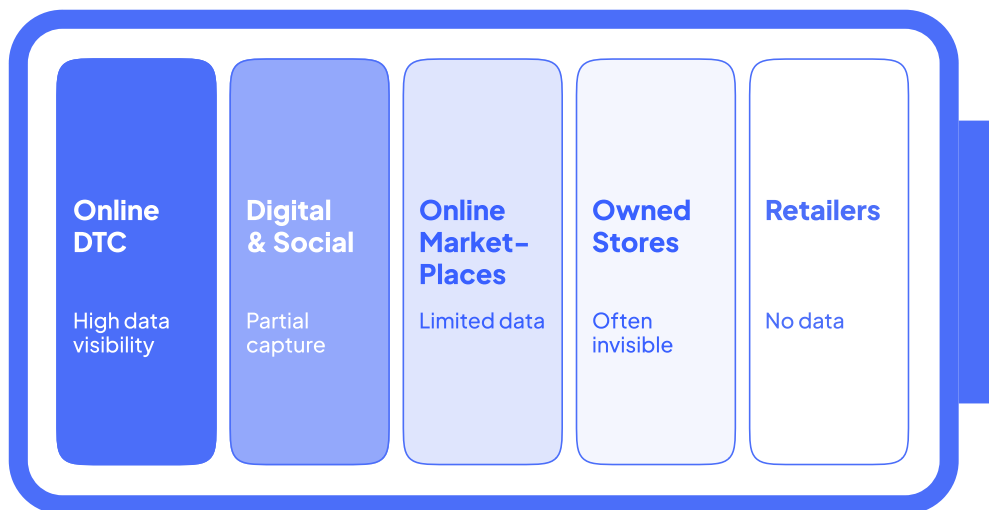 Online
DTC
High data
visibility
Digital
& Social
Partial
capture
Online
Market-
Places
Limited data
Owned
Stores
Often
invisible
Retailers
No data